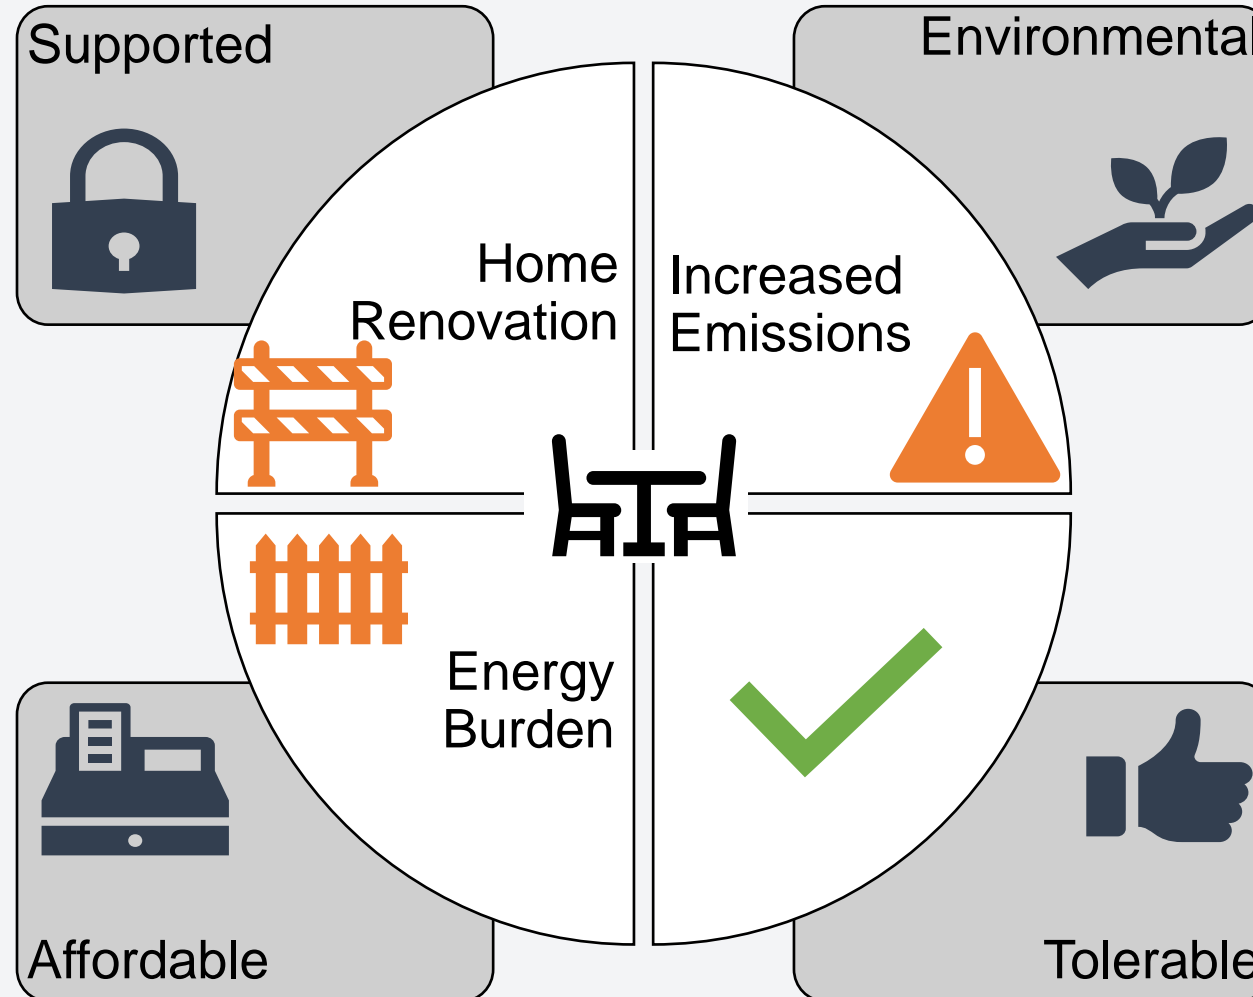 Supported
Environmental
Home
Renovation
Increased
Emissions
Energy
Burden
Affordable
Tolerable